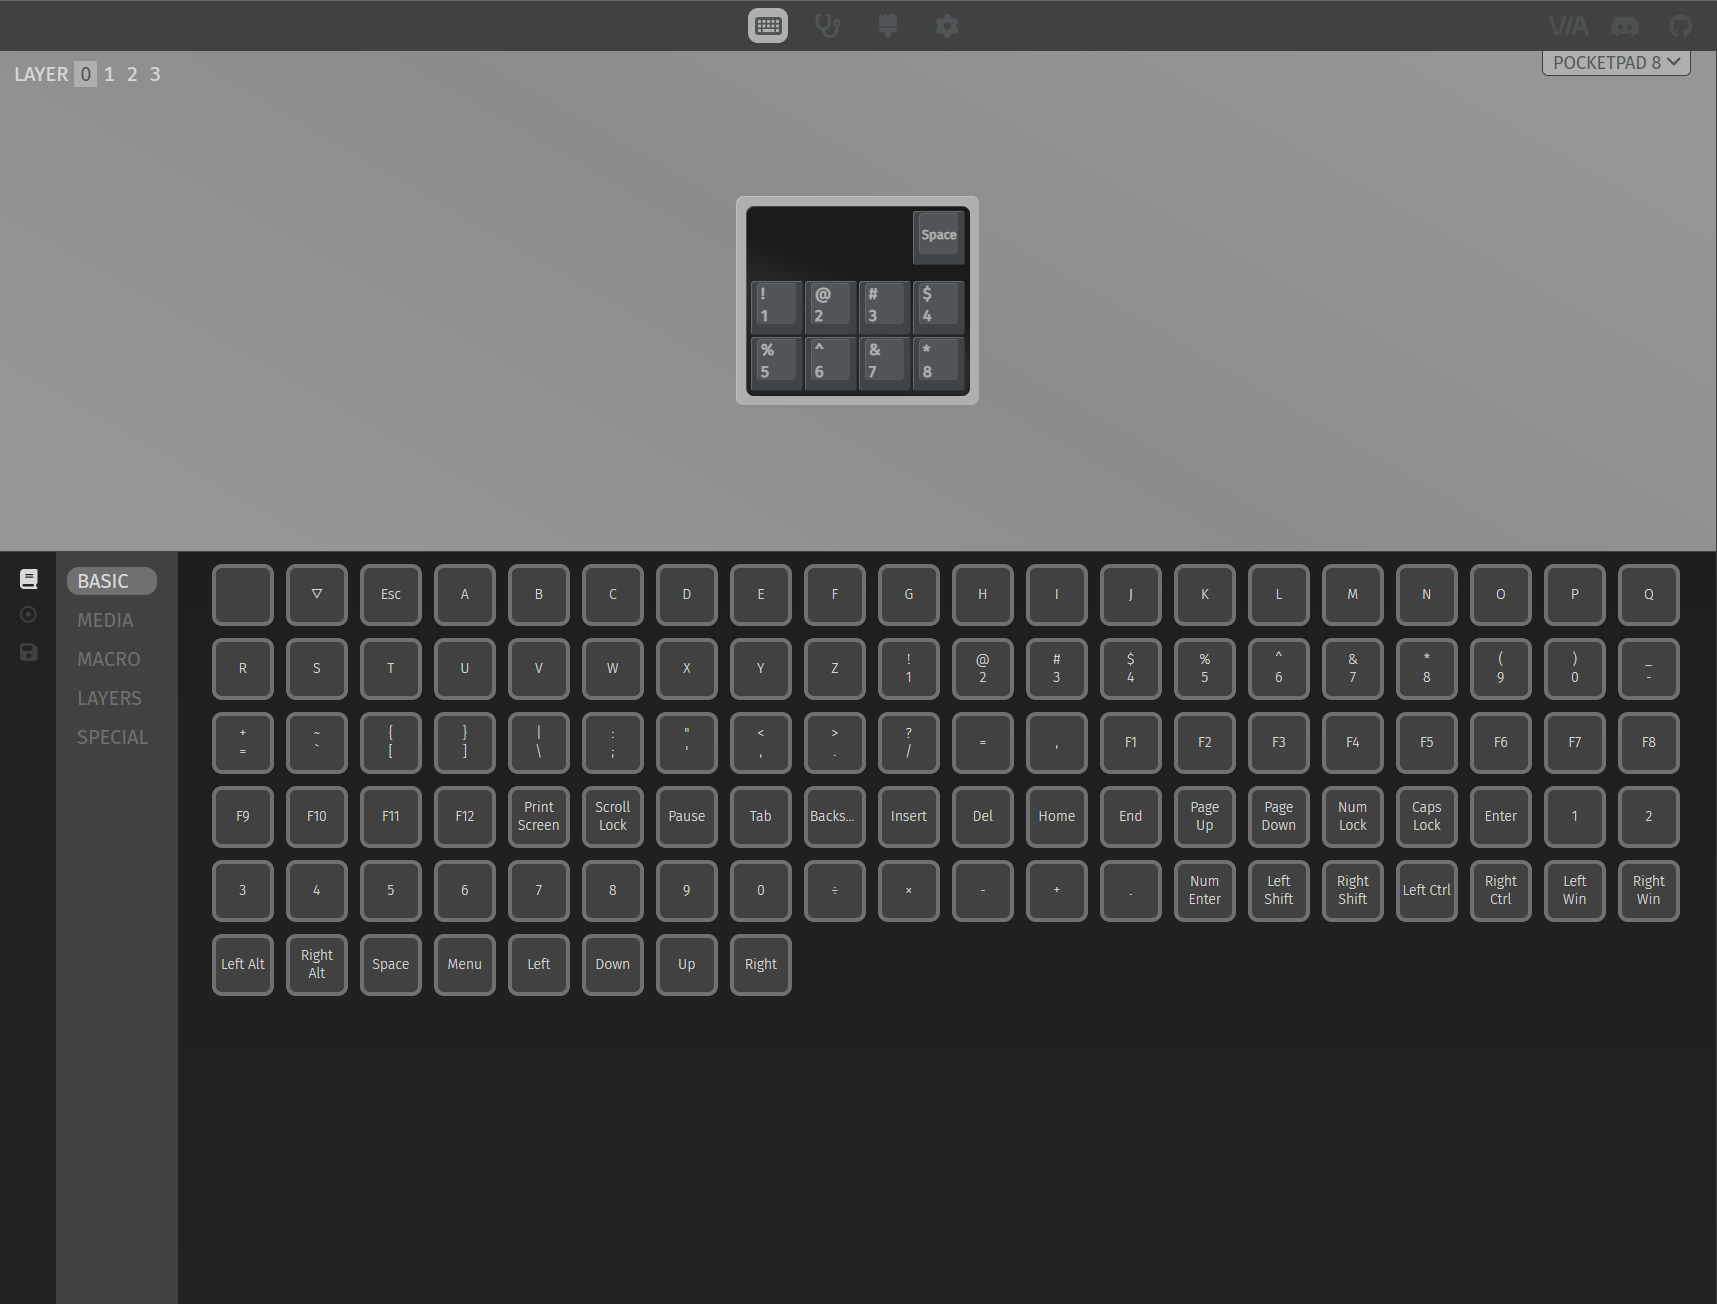 VIA
LAYER 0 1 2 3
POCKETPAD 8
Space
! @ # $
1 2 3 4
% ^ & *
5 6 7 8
BASIC
MEDIA
MACRO
LAYERS
SPECIAL
▽ Esc A B C D E F G H I J K L M N O P Q
R S T U V W X Y Z ! @ # $ % ^ & * ( ) _
1 2 3 4 5 6 7 8 9 0 -
+ ~ { } | : " < > ? = , F1 F2 F3 F4 F5 F6 F7 F8
= ` [ ] \ ; ' , . /
F9 F10 F11 F12 Print Scroll Pause Tab Backs... Insert Del Home End Page Page Num Caps Enter 1 2
Screen Lock Up Down Lock Lock
3 4 5 6 7 8 9 0 ÷ × - + . Num Left Right Left Ctrl Right Left Right
Enter Shift Shift Ctrl Win Win
Left Alt Right Space Menu Left Down Up Right
Alt